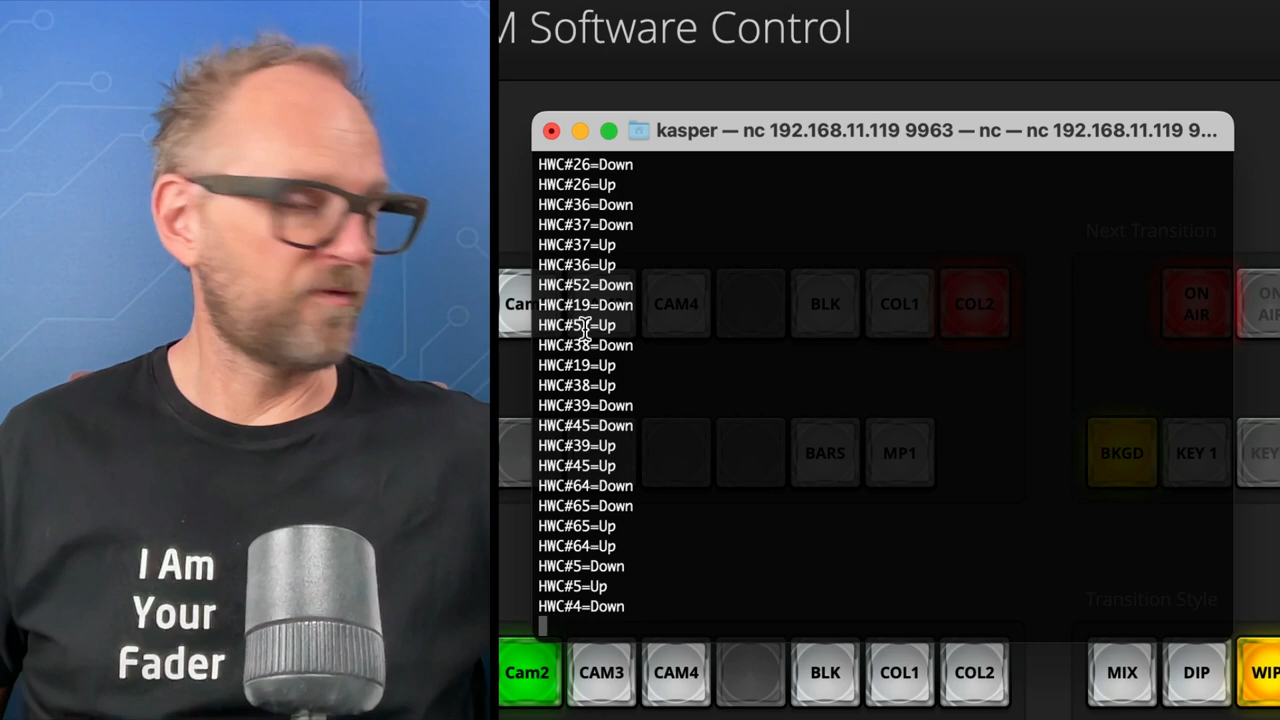 M Software Control
kasper — nc 192.168.11.119 9963 — nc — nc 192.168.11.119 9...
HWC#26=Down
HWC#26=Up
HWC#36=Down
HWC#37=Down
HWC#37=Up
HWC#36=Up
HWC#52=Down
HWC#19=Down
HWC#5 =Up
HWC#38=Down
HWC#19=Up
HWC#38=Up
HWC#39=Down
HWC#45=Down
HWC#39=Up
HWC#45=Up
HWC#64=Down
HWC#65=Down
HWC#65=Up
HWC#64=Up
HWC#5=Down
HWC#5=Up
HWC#4=Down
Next Transition
Cam CAM4 BLK COL1 COL2
ON AIR
ON AIR
BARS MP1
BKGD KEY 1 KEY
Transition Style
Cam2 CAM3 CAM4 BLK COL1 COL2
MIX DIP WIP
I Am
Your
Fader